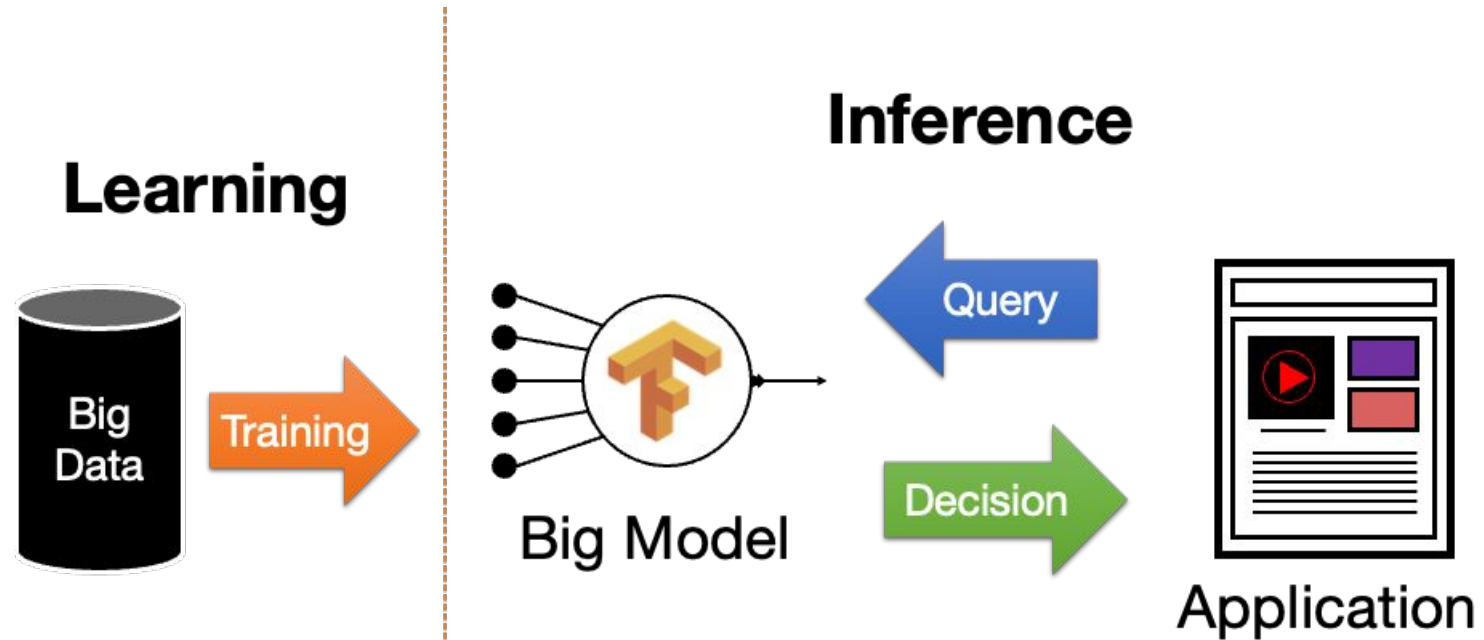 Learning
Inference
Big
Data
Training
Query
Decision
Big Model
Application